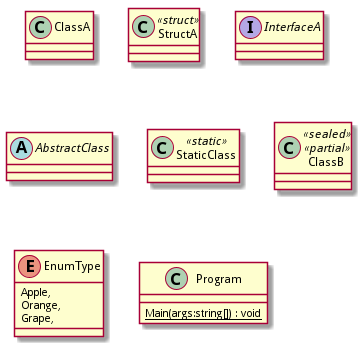 C ClassA
C «struct»
StructA
I InterfaceA
A AbstractClass
C «static»
StaticClass
C «sealed»
«partial»
ClassB
E EnumType
Apple,
Orange,
Grape,
C Program
Main(args:string[]) : void